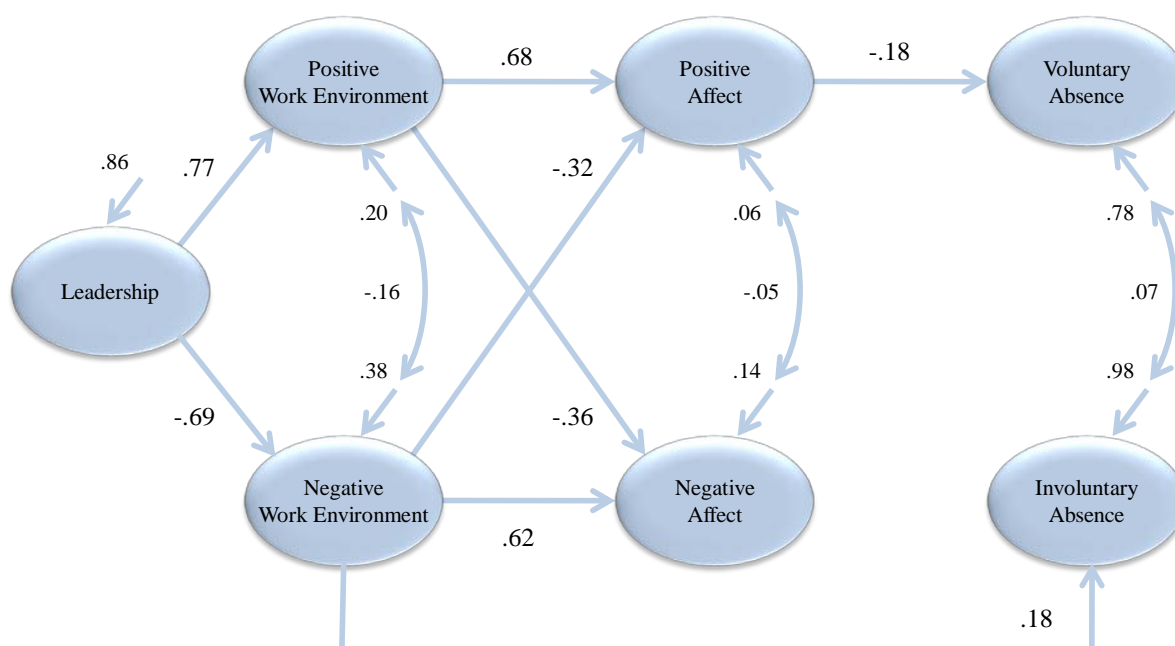 .68
-.18
Positive
Work Environment
Positive
Affect
Voluntary
Absence
.86
.77
-.32
.20
.06
.78
Leadership
-.16
-.05
.07
.38
.14
.98
-.69
-.36
Negative
Work Environment
Negative
Affect
Involuntary
Absence
.62
.18